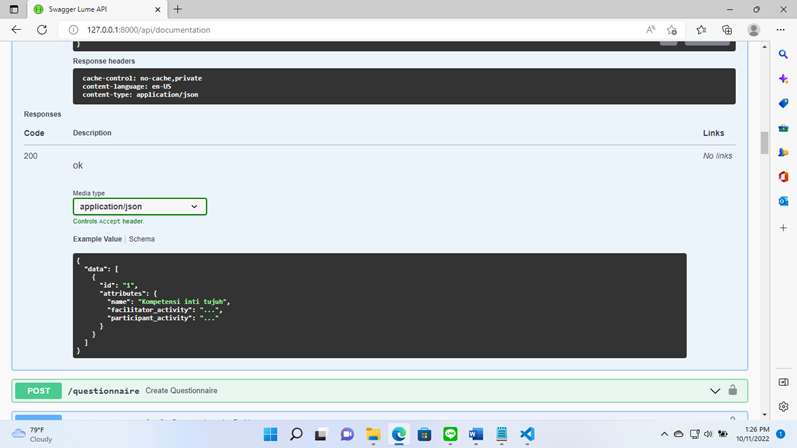 Swagger Lume API
127.0.0.1:8000/api/documentation
}
Response headers
cache-control: no-cache,private
content-language: en-US
content-type: application/json
Responses
Code Description Links
200 ok No links
Media type
application/json
Controls Accept header.
Example Value Schema
{
"data": [
{
"id": "1",
"attributes": {
"name": "Kompetensi inti tujuh",
"facilitator_activity": "...",
"participant_activity": "..."
}
}
]
}
POST /questionnaire Create Questionnaire
79°F
Cloudy
1:26 PM
10/11/2022
1